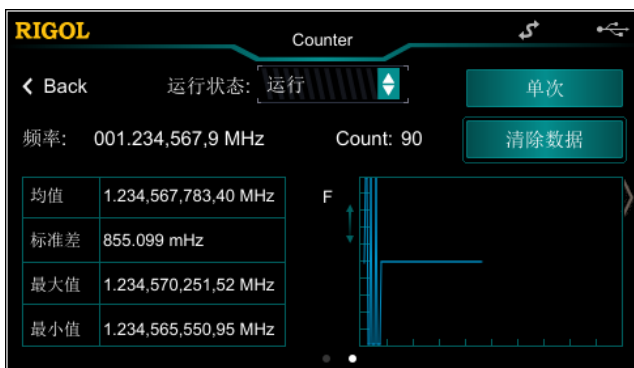 RIGOL
Counter
Back
运行状态: 运行
单次
频率: 001.234,567,9 MHz
Count: 90
清除数据
均值 1.234,567,783,40 MHz
标准差 855.099 mHz
最大值 1.234,570,251,52 MHz
最小值 1.234,565,550,95 MHz
F